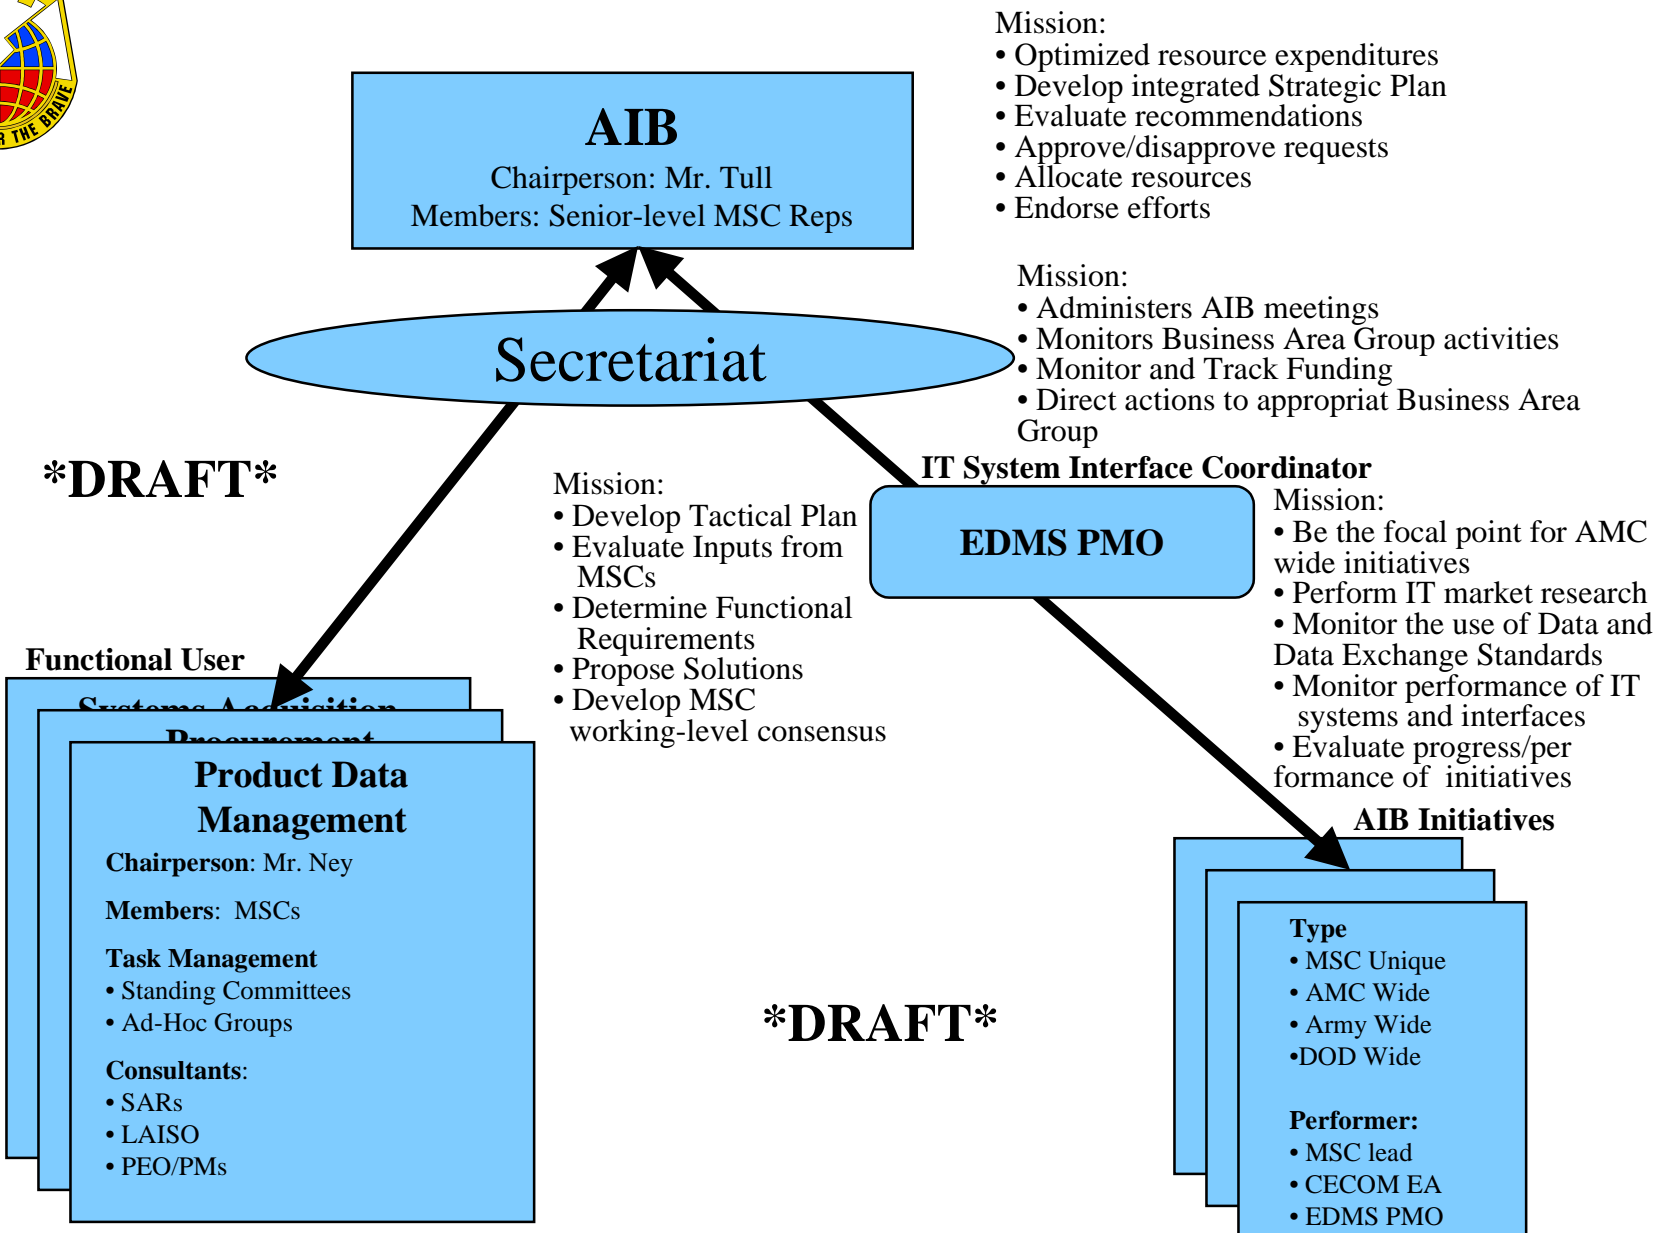 R THE BRAVE
AIB
Chairperson: Mr. Tull
Members: Senior-level MSC Reps
Mission:
• Optimized resource expenditures
• Develop integrated Strategic Plan
• Evaluate recommendations
• Approve/disapprove requests
• Allocate resources
• Endorse efforts
Secretariat
Mission:
• Administers AIB meetings
• Monitors Business Area Group activities
• Monitor and Track Funding
• Direct actions to appropriat Business Area
Group
*DRAFT*
Mission:
• Develop Tactical Plan
• Evaluate Inputs from
MSCs
• Determine Functional
Requirements
• Propose Solutions
• Develop MSC
working-level consensus
IT System Interface Coordinator
EDMS PMO
Mission:
• Be the focal point for AMC
wide initiatives
• Perform IT market research
• Monitor the use of Data and
Data Exchange Standards
• Monitor performance of IT
systems and interfaces
• Evaluate progress/per
formance of  initiatives
Functional User
Systems Acquisition
Procurement
Product Data
Management
Chairperson: Mr. Ney
Members:  MSCs
Task Management
• Standing Committees
• Ad-Hoc Groups
Consultants:
• SARs
• LAISO
• PEO/PMs
*DRAFT*
AIB Initiatives
Type
• MSC Unique
• AMC Wide
• Army Wide
•DOD Wide
Performer:
• MSC lead
• CECOM EA
• EDMS PMO